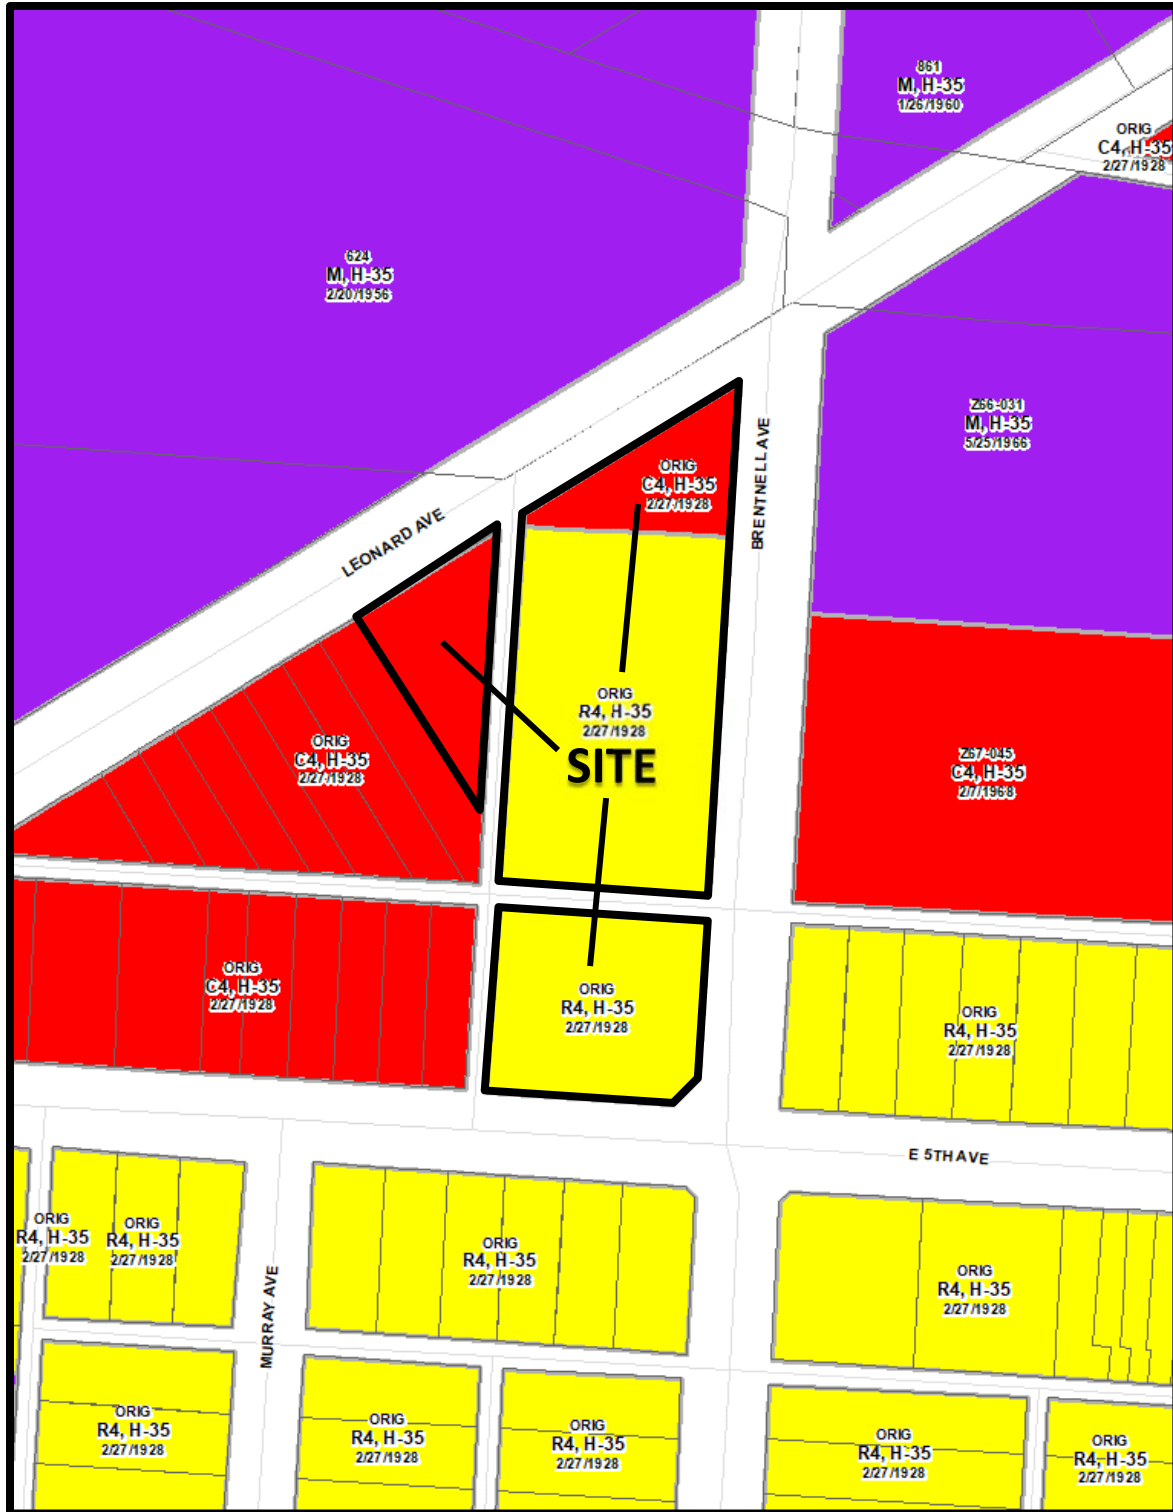 861
M, H-35
1/26/1960
ORIG
C4, H-35
2/27/1928
624
M, H-35
2/20/1956
Z66-031
M, H-35
5/25/1966
BRENTNELL AVE
ORIG
C4, H-35
2/27/1928
LEONARD AVE
ORIG
R4, H-35
2/27/1928
SITE
ORIG
C4, H-35
2/27/1928
Z67-045
C4, H-35
2/7/1968
ORIG
C4, H-35
2/27/1928
ORIG
R4, H-35
2/27/1928
ORIG
R4, H-35
2/27/1928
E 5TH AVE
ORIG
R4, H-35
2/27/1928
ORIG
R4, H-35
2/27/1928
ORIG
R4, H-35
2/27/1928
ORIG
R4, H-35
2/27/1928
MURRAY AVE
ORIG
R4, H-35
2/27/1928
ORIG
R4, H-35
2/27/1928
ORIG
R4, H-35
2/27/1928
ORIG
R4, H-35
2/27/1928
ORIG
R4, H-35
2/27/1928